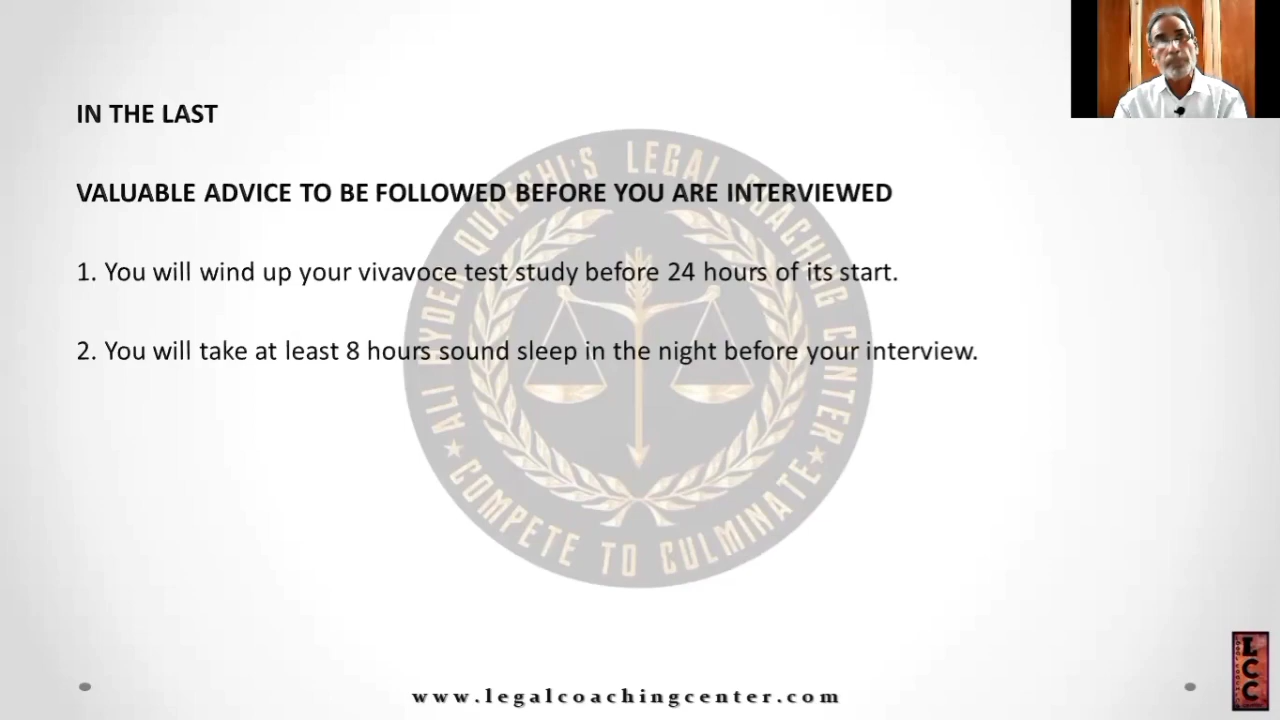 IN THE LAST
VALUABLE ADVICE TO BE FOLLOWED BEFORE YOU ARE INTERVIEWED
1. You will wind up your vivavoce test study before 24 hours of its start.
2. You will take at least 8 hours sound sleep in the night before your interview.
ALI HYDER QURESHI'S LEGAL COACHING CENTER
COMPETE TO CULMINATE
www.legalcoachingcenter.com
LCC